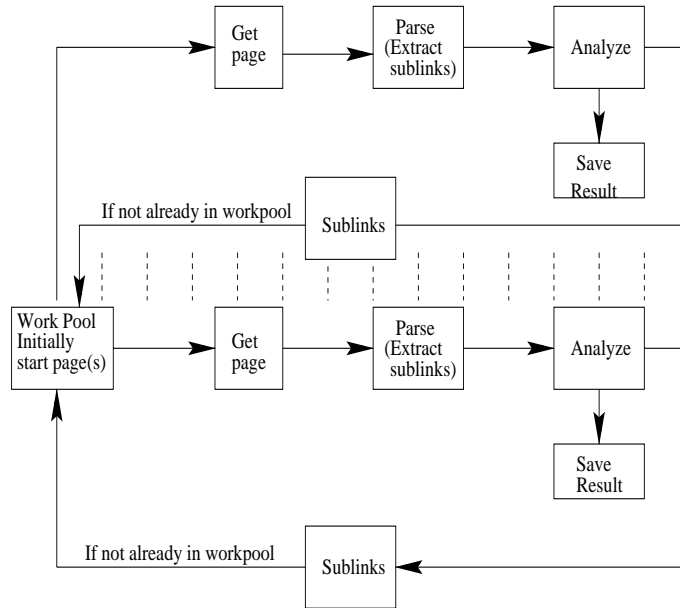 Get
page
Parse
(Extract
sublinks)
Analyze
Save
Result
If not already in workpool
Sublinks
Work Pool
Initially
start page(s)
Get
page
Parse
(Extract
sublinks)
Analyze
Save
Result
If not already in workpool
Sublinks